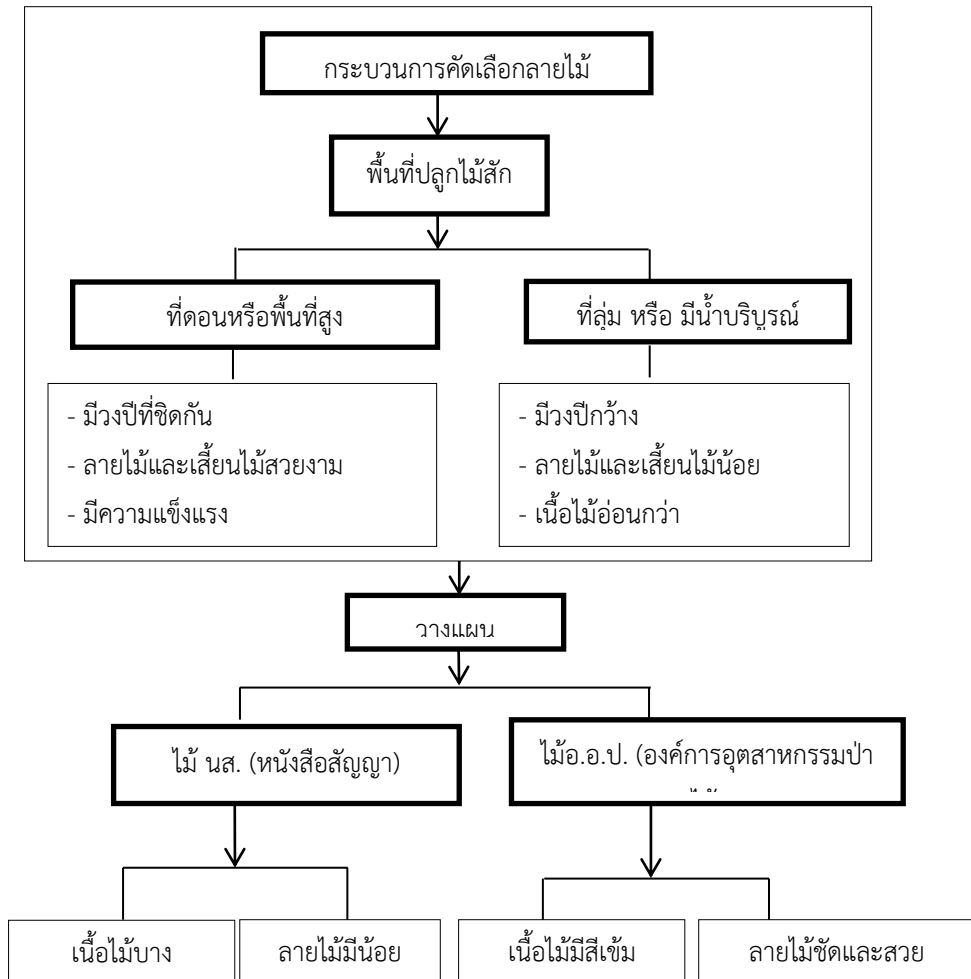 กระบวนการคัดเลือกลายไม้
พื้นที่ปลูกไม้สัก
ที่ดอนหรือพื้นที่สูง
ที่ลุ่ม หรือ มีน้ำบริบูรณ์
- มีวงปีที่ชิดกัน
- ลายไม้และเสี้ยนไม้สวยงาม
- มีความแข็งแรง
- มีวงปีกว้าง
- ลายไม้และเสี้ยนไม้น้อย
- เนื้อไม้อ่อนกว่า
วางแผน
ไม้ นส. (หนังสือสัญญา)
ไม้อ.อ.ป. (องค์การอุตสาหกรรมป่า
เนื้อไม้บาง
ลายไม้มีน้อย
เนื้อไม้มีสีเข้ม
ลายไม้ชัดและสวย